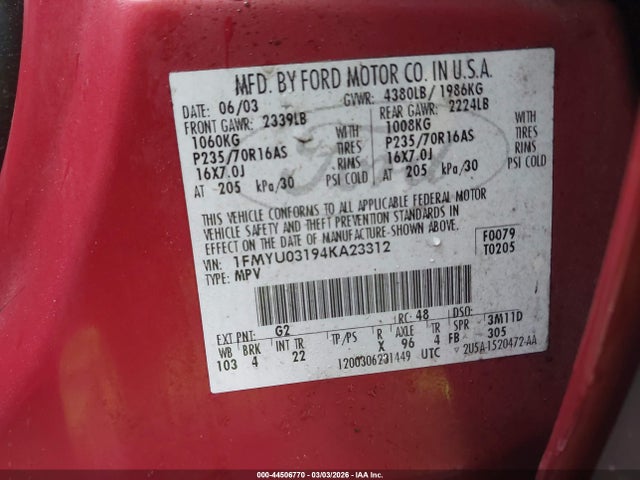 MFD. BY FORD MOTOR CO. IN U.S.A.
DATE: 06/03 GVWR: 4380LB/1986KG
FRONT GAWR: 2339LB REAR GAWR: 2224LB
1060KG WITH 1008KG WITH
P235/70R16AS TIRES P235/70R16AS TIRES
16X7.0J RIMS 16X7.0J RIMS
AT 205 kPa/30 PSI COLD AT 205 kPa/30 PSI COLD
THIS VEHICLE CONFORMS TO ALL APPLICABLE FEDERAL MOTOR
VEHICLE SAFETY AND THEFT PREVENTION STANDARDS IN
EFFECT ON THE DATE OF MANUFACTURE SHOWN ABOVE.
VIN: 1FMYU03194KA23312 F0079
TYPE: MPV T0205
EXT PNT: G2 RC: 48 DSO:
WB BRK INT TR TP/PS R AXLE TR SPR 3M11D
103 4 22 X 96 4 FB 305
1200306231449 UTC 2U5A-1520472-AA
Ford
00-44506770 - 03/03/2026 - IAA Inc.